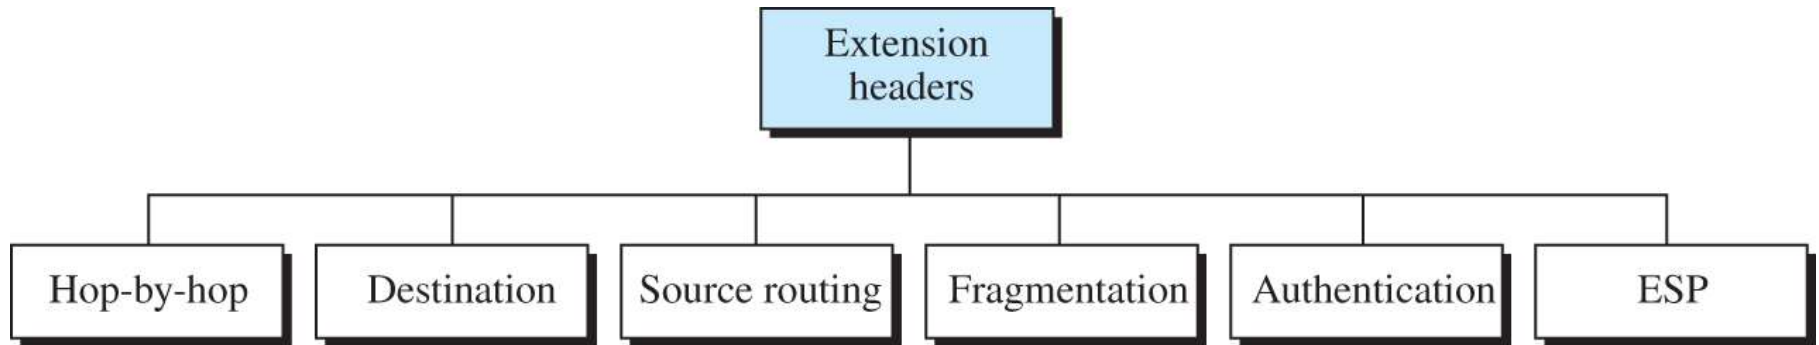 Extension
headers
Hop-by-hop
Destination
Source routing
Fragmentation
Authentication
ESP